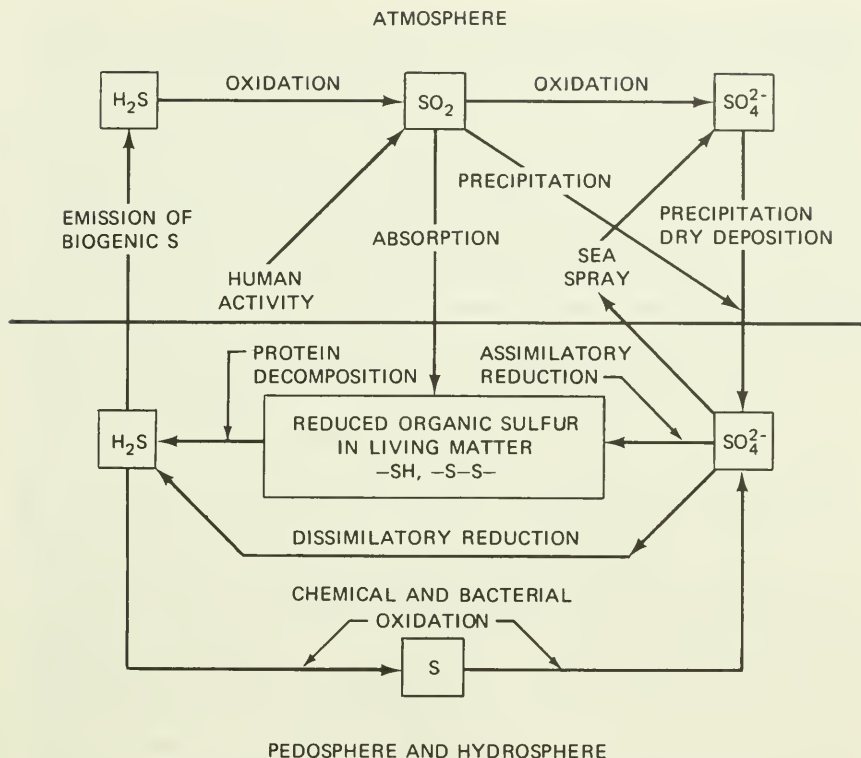 ATMOSPHERE
OXIDATION
OXIDATION
H₂S
SO₂
SO₄²⁻
PRECIPITATION
EMISSION OF
BIOGENIC S
ABSORPTION
PRECIPITATION
DRY DEPOSITION
SEA
SPRAY
HUMAN
ACTIVITY
PROTEIN
DECOMPOSITION
ASSIMILATORY
REDUCTION
H₂S
REDUCED ORGANIC SULFUR
IN LIVING MATTER
–SH, –S–S–
SO₄²⁻
DISSIMILATORY REDUCTION
CHEMICAL AND BACTERIAL
OXIDATION
S
PEDOSPHERE AND HYDROSPHERE